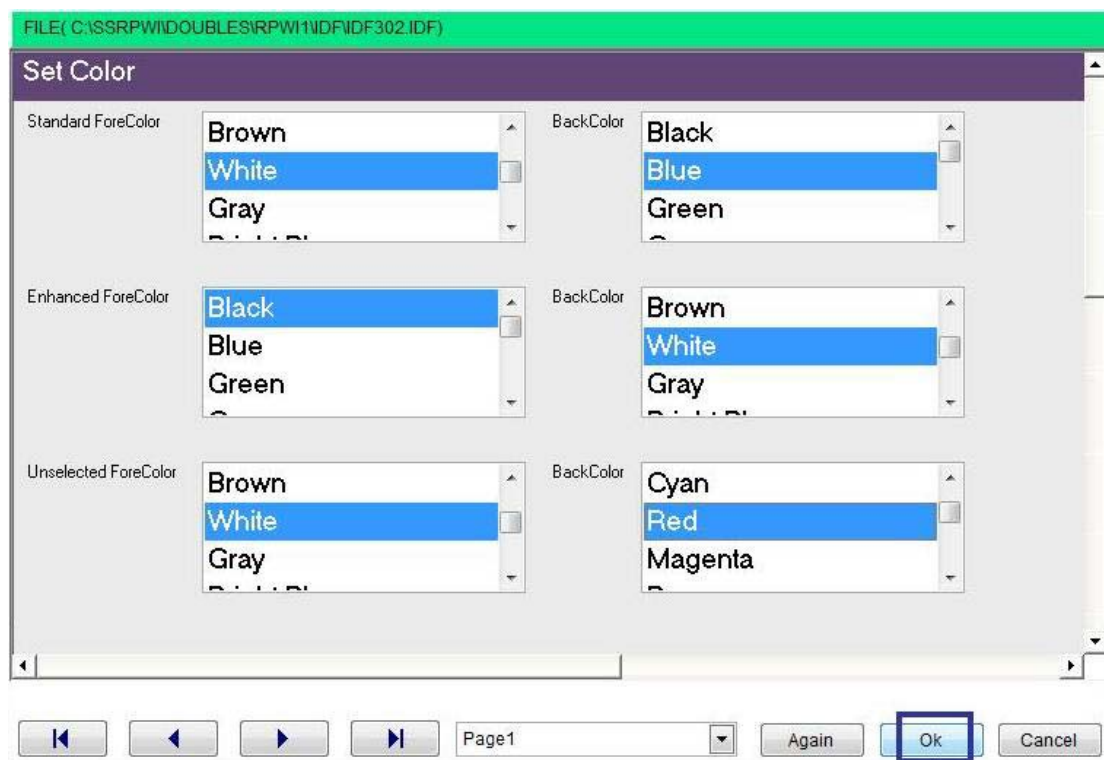 FILE( C:\SSRPWI\DOUBLES\RPWI1\IDF\IDF302.IDF)
Set Color
Standard ForeColor
Brown
White
Gray
BackColor
Black
Blue
Green
Enhanced ForeColor
Black
Blue
Green
BackColor
Brown
White
Gray
Unselected ForeColor
Brown
White
Gray
BackColor
Cyan
Red
Magenta
Page1
Again
Ok
Cancel